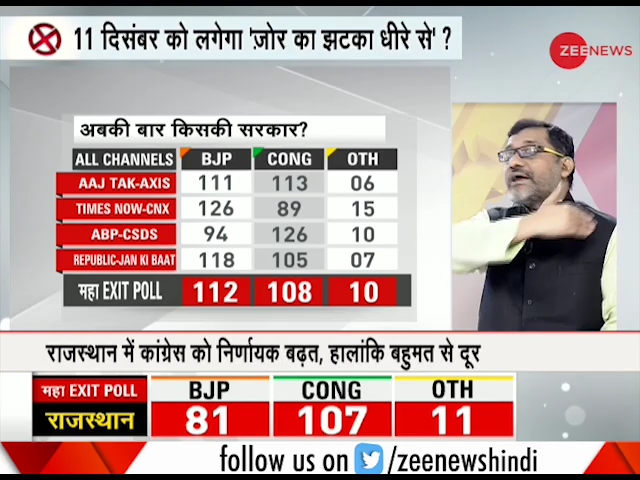 11 दिसंबर को लगेगा 'ज़ोर का झटका धीरे से' ?
ZEENEWS
अबकी बार किसकी सरकार?
ALL CHANNELS BJP CONG OTH
AAJ TAK-AXIS 111 113 06
TIMES NOW-CNX 126 89 15
ABP-CSDS 94 126 10
REPUBLIC-JAN KI BAAT 118 105 07
महा EXIT POLL 112 108 10
राजस्थान में कांग्रेस को निर्णायक बढ़त, हालांकि बहुमत से दूर
महा EXIT POLL BJP CONG OTH
राजस्थान 81 107 11
follow us on /zeenewshindi